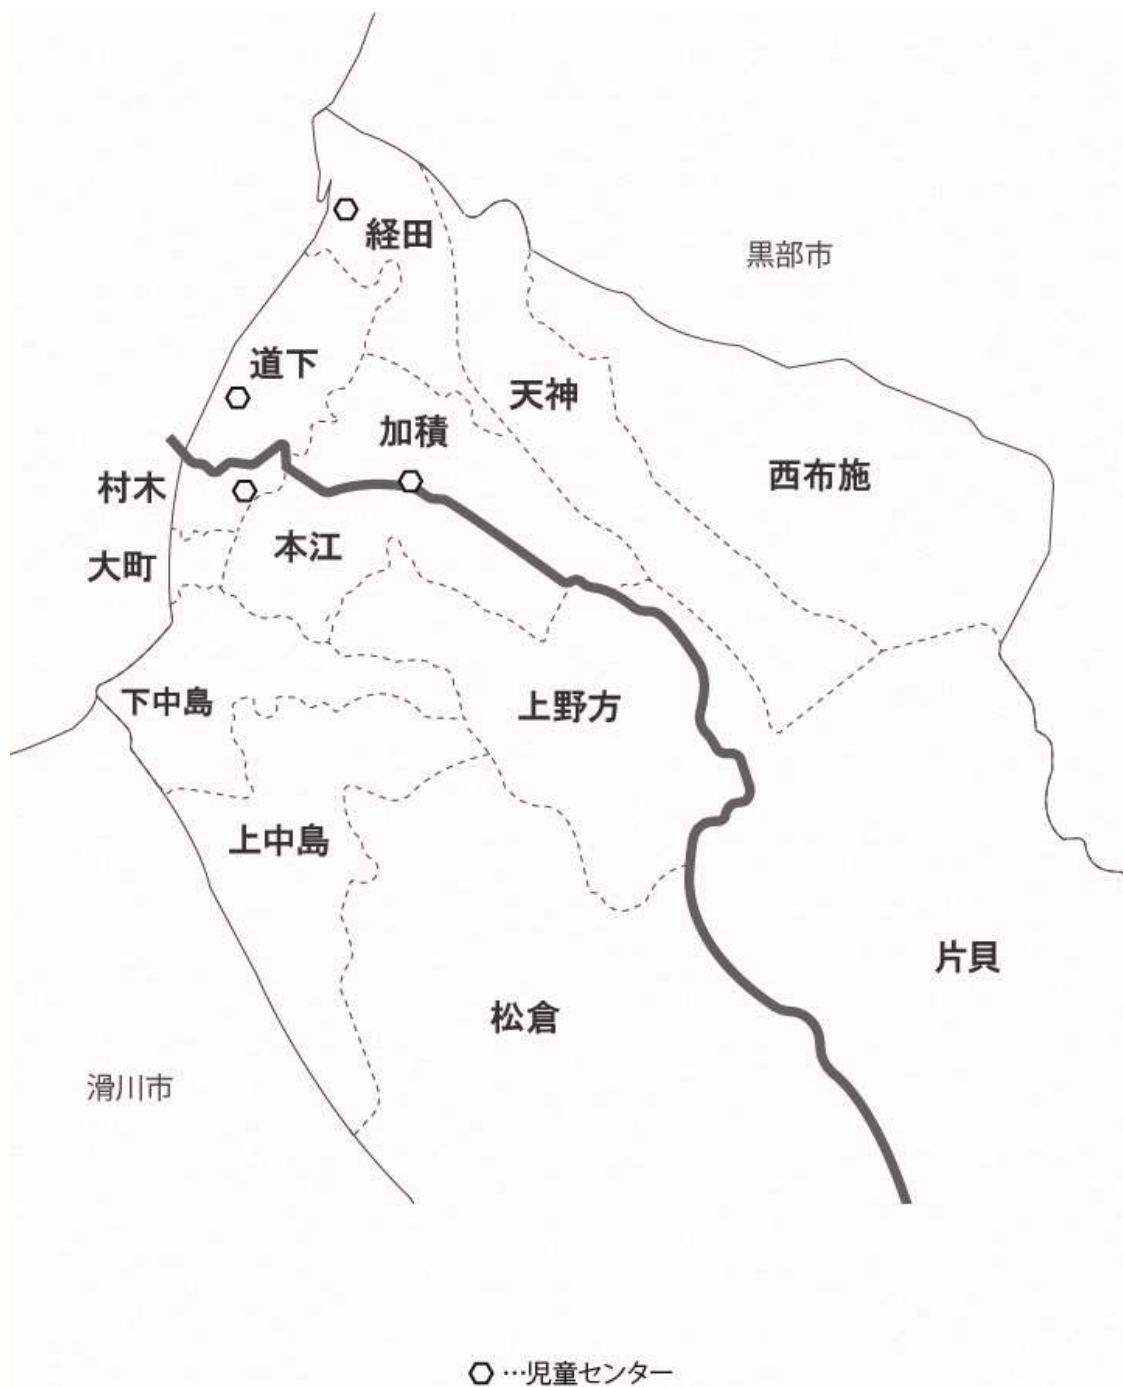 経田
黒部市
道下
天神
加積
西布施
村木
本江
大町
下中島
上野方
上中島
片貝
松倉
滑川市
…児童センター